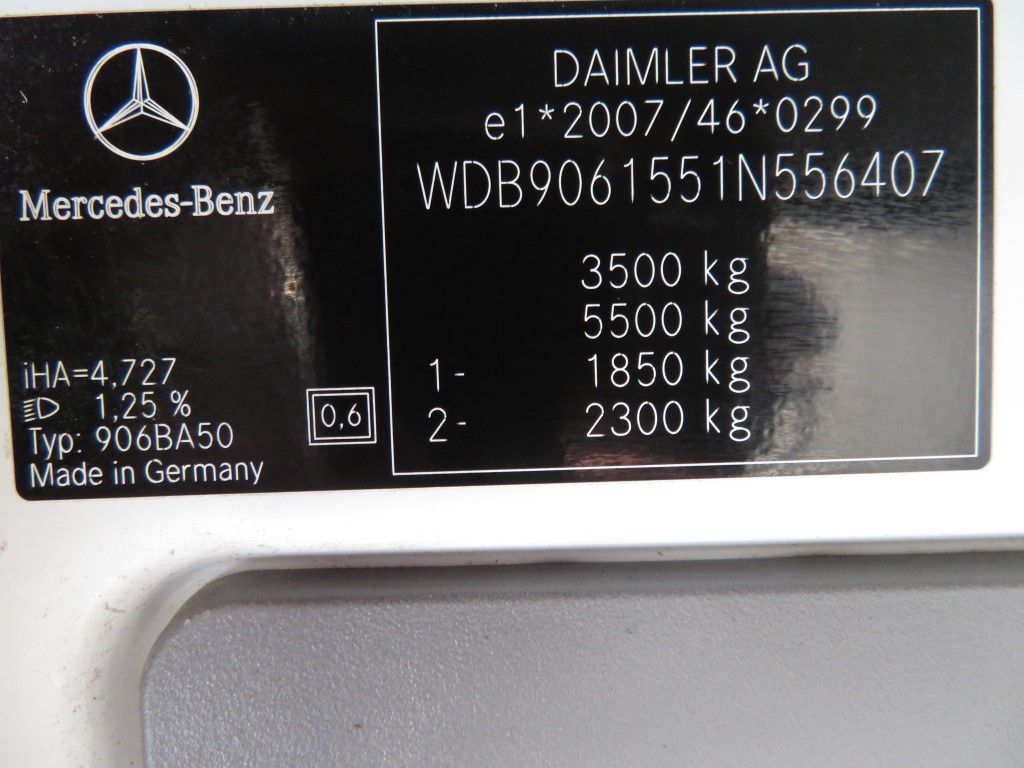 Mercedes-Benz
iHA=4,727
1,25 %
Typ: 906BA50
Made in Germany
0,6
DAIMLER AG
e1*2007/46*0299
WDB9061551N556407
3500 kg
5500 kg
1- 1850 kg
2- 2300 kg